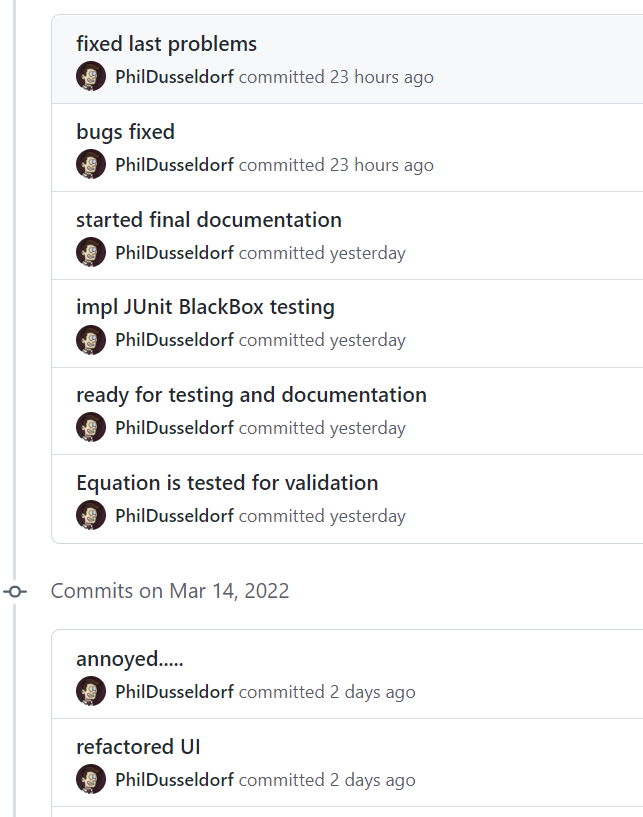 fixed last problems
PhilDusseldorf committed 23 hours ago
bugs fixed
PhilDusseldorf committed 23 hours ago
started final documentation
PhilDusseldorf committed yesterday
impl JUnit BlackBox testing
PhilDusseldorf committed yesterday
ready for testing and documentation
PhilDusseldorf committed yesterday
Equation is tested for validation
PhilDusseldorf committed yesterday
Commits on Mar 14, 2022
annoyed.....
PhilDusseldorf committed 2 days ago
refactored UI
PhilDusseldorf committed 2 days ago